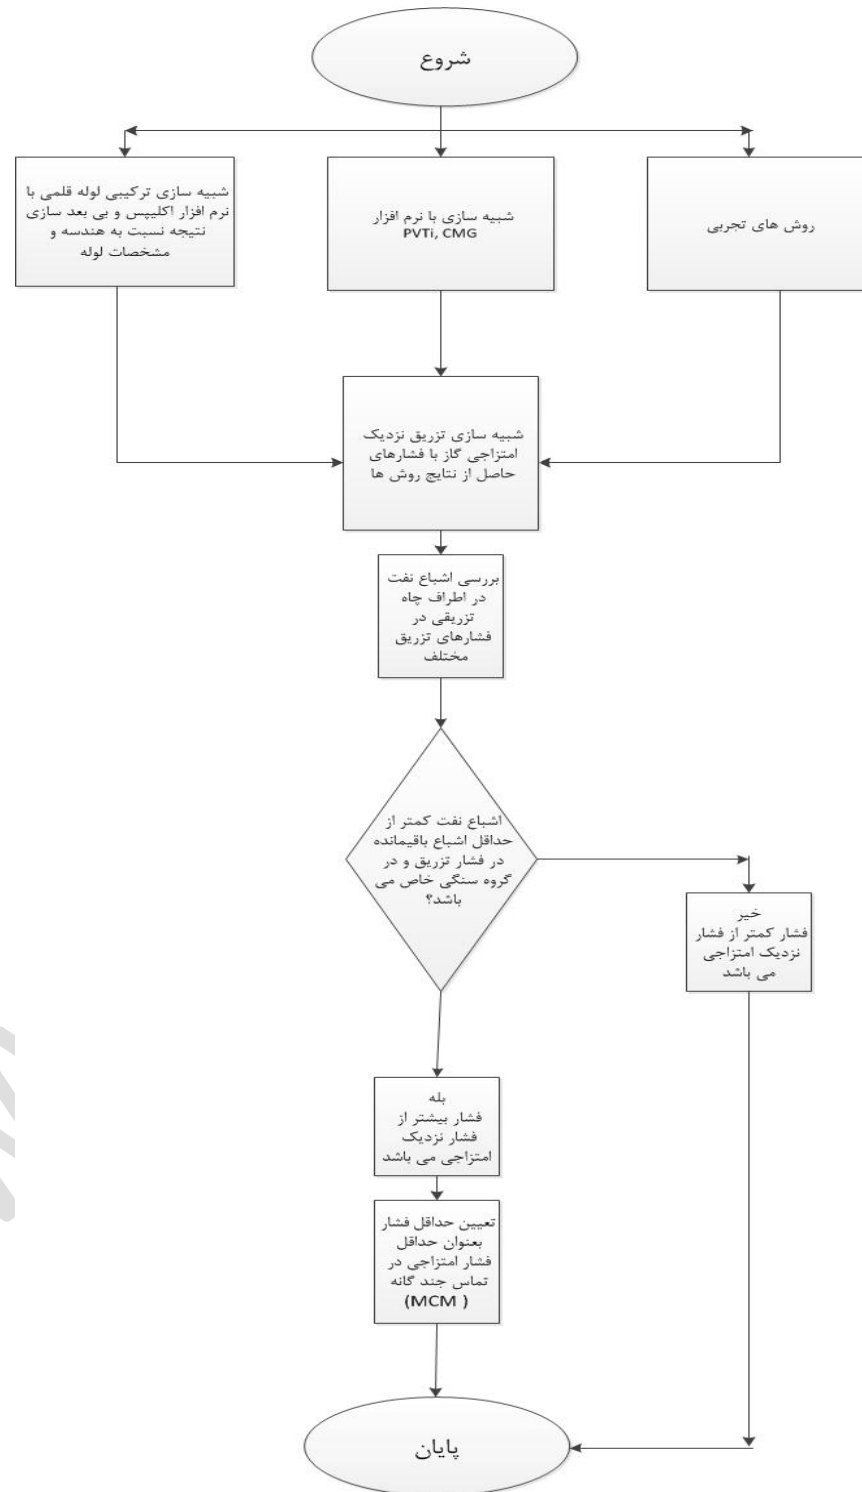 شروع
روش های تجربی
شبیه سازی با نرم افزار
PVTi, CMG
شبیه سازی ترکیبی لوله قلمی با
نرم افزار اکلیپس و بی بعد سازی
نتیجه نسبت به هندسه و
مشخصات لوله
شبیه سازی تزریق نزدیک
امتزاجی گاز با فشارهای
حاصل از نتایج روش ها
بررسی اشباع نفت
در اطراف چاه
تزریقی در
فشارهای تزریق
مختلف
اشباع نفت کمتر از
حداقل اشباع باقیمانده
در فشار تزریق و در
گروه سنگی خاص می
باشد؟
خیر
فشار کمتر از فشار
نزدیک امتزاجی
می باشد
بله
فشار بیشتر از
فشار نزدیک
امتزاجی می باشد
تعیین حداقل فشار
بعنوان حداقل
فشار امتزاجی در
تماس جند گانه
(MCM )
پایان